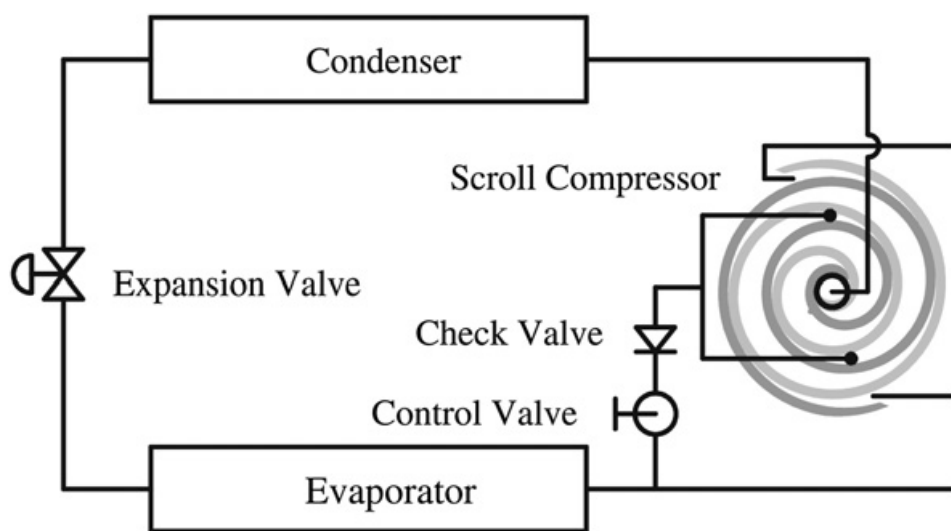 Condenser
Scroll Compressor
Expansion Valve
Check Valve
Control Valve
Evaporator